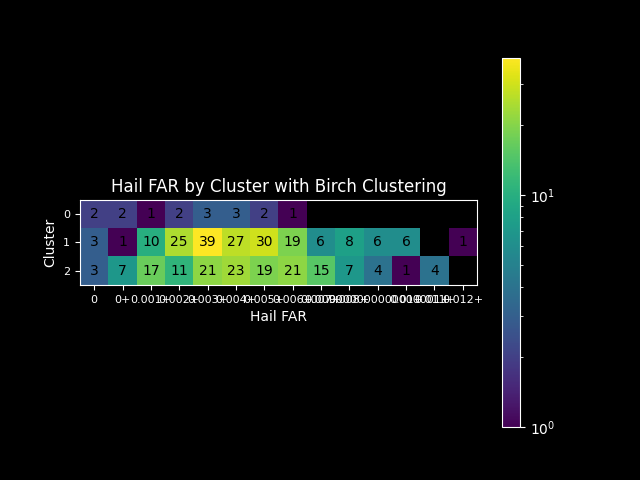 Hail FAR by Cluster with Birch Clustering
Cluster
0 2 2 1 2 3 3 2 1
1 3 1 10 25 39 27 30 19 6 8 6 6 1
2 3 7 17 11 21 23 19 21 15 7 4 1 4
0 0+
Hail FAR
10¹
10⁰